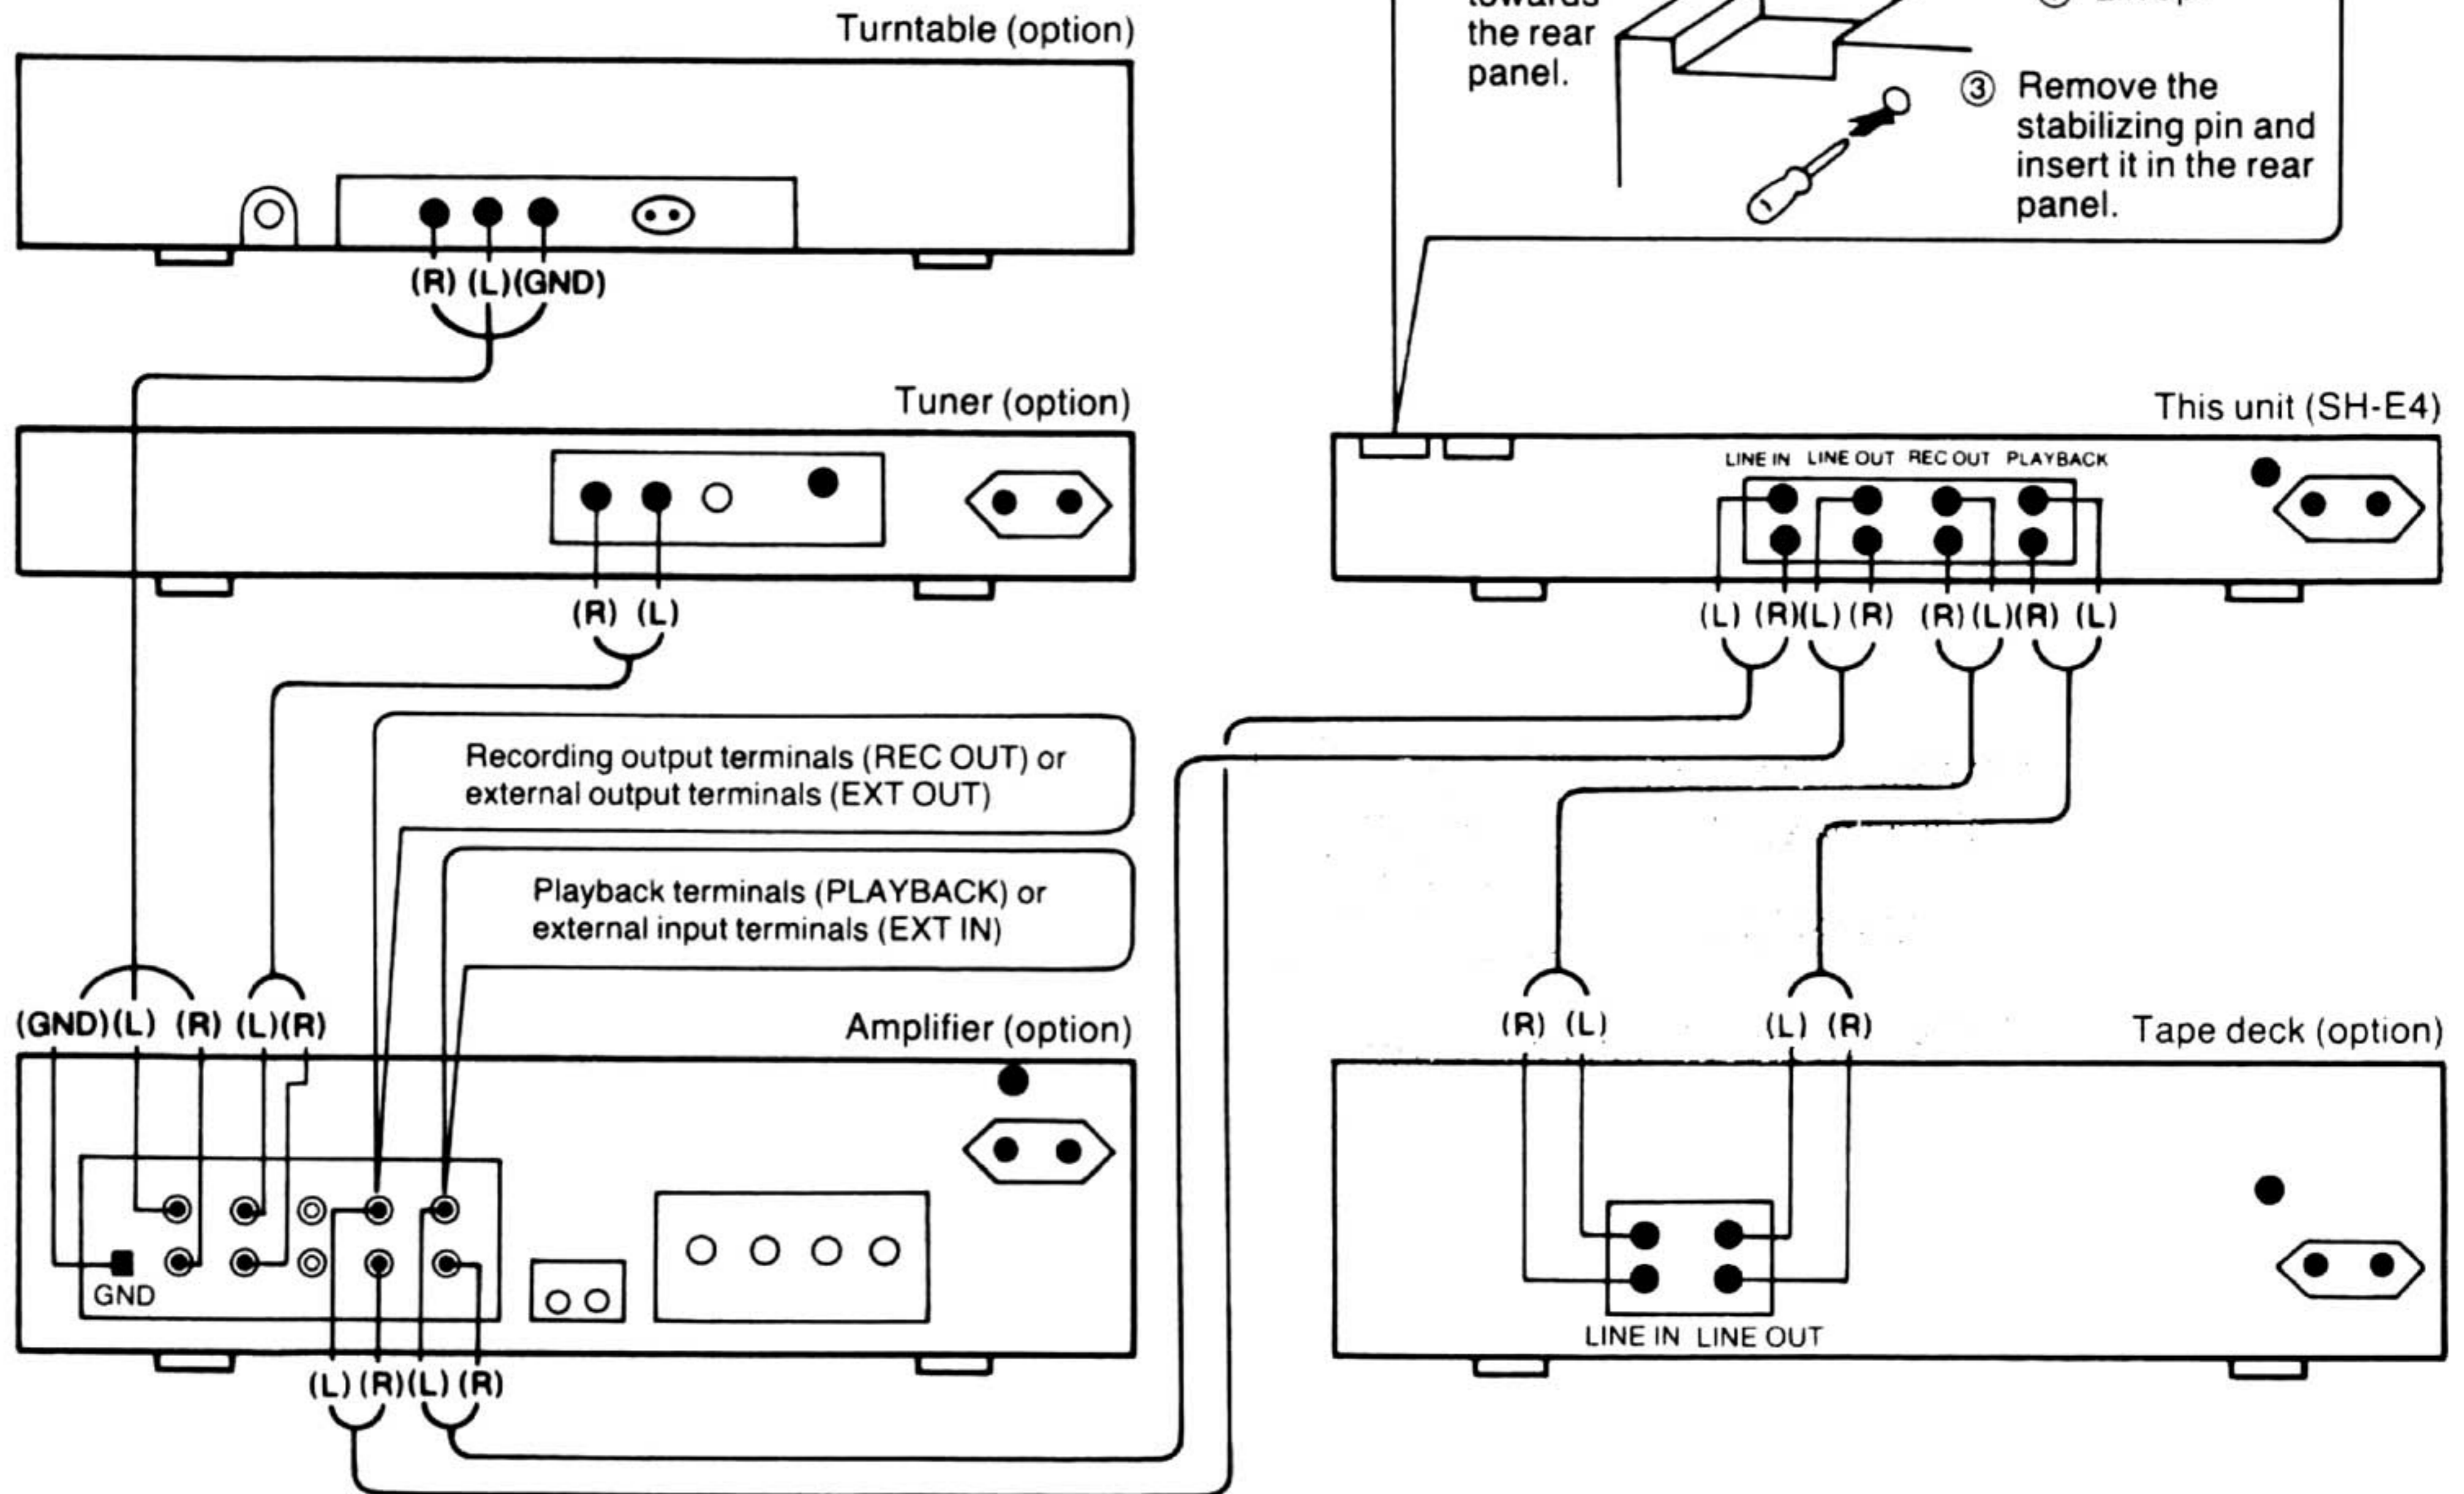 Turntable (option)
(R) (L) (GND)
Tuner (option)
(R) (L)
Recording output terminals (REC OUT) or
external output terminals (EXT OUT)
Playback terminals (PLAYBACK) or
external input terminals (EXT IN)
(GND) (L) (R) (L) (R)
Amplifier (option)
GND
(L) (R) (L) (R)
towards
the rear
panel.
③ Remove the
stabilizing pin and
insert it in the rear
panel.
This unit (SH-E4)
LINE IN LINE OUT REC OUT PLAYBACK
(L) (R) (L) (R) (R) (L) (R) (L)
(R) (L) (L) (R)
Tape deck (option)
LINE IN LINE OUT